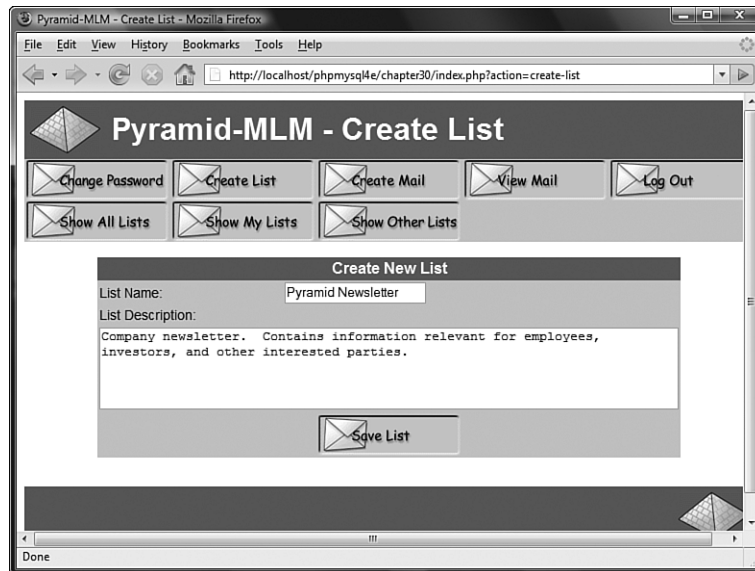 Pyramid-MLM - Create List - Mozilla Firefox
File Edit View History Bookmarks Tools Help
http://localhost/phpmysql4e/chapter30/index.php?action=create-list
Pyramid-MLM - Create List
Change Password Create List Create Mail View Mail Log Out
Show All Lists Show My Lists Show Other Lists
Create New List
List Name: Pyramid Newsletter
List Description:
Company newsletter. Contains information relevant for employees,
investors, and other interested parties.
Save List
Done